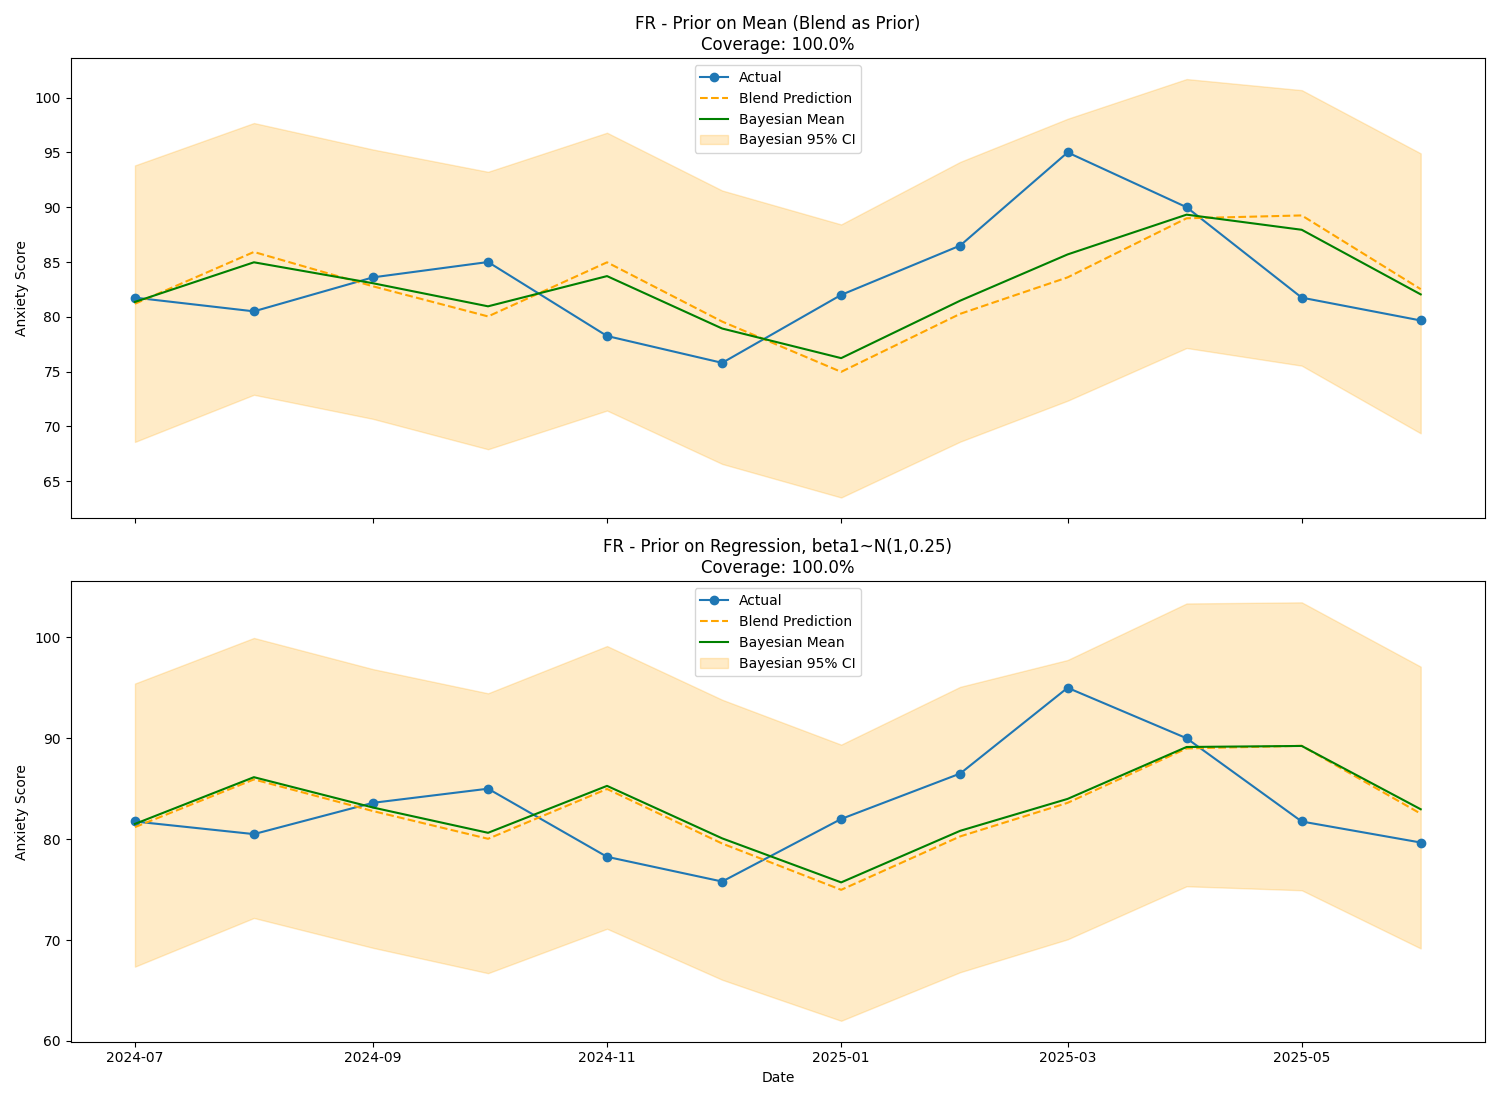 FR - Prior on Mean (Blend as Prior)
Coverage: 100.0%
Actual
Blend Prediction
Bayesian Mean
Bayesian 95% CI
Anxiety Score
100
95
90
85
80
75
70
65
FR - Prior on Regression, beta1~N(1,0.25)
Coverage: 100.0%
Actual
Blend Prediction
Bayesian Mean
Bayesian 95% CI
Anxiety Score
100
90
80
70
60
2024-07
2024-09
2024-11
2025-01
2025-03
2025-05
Date